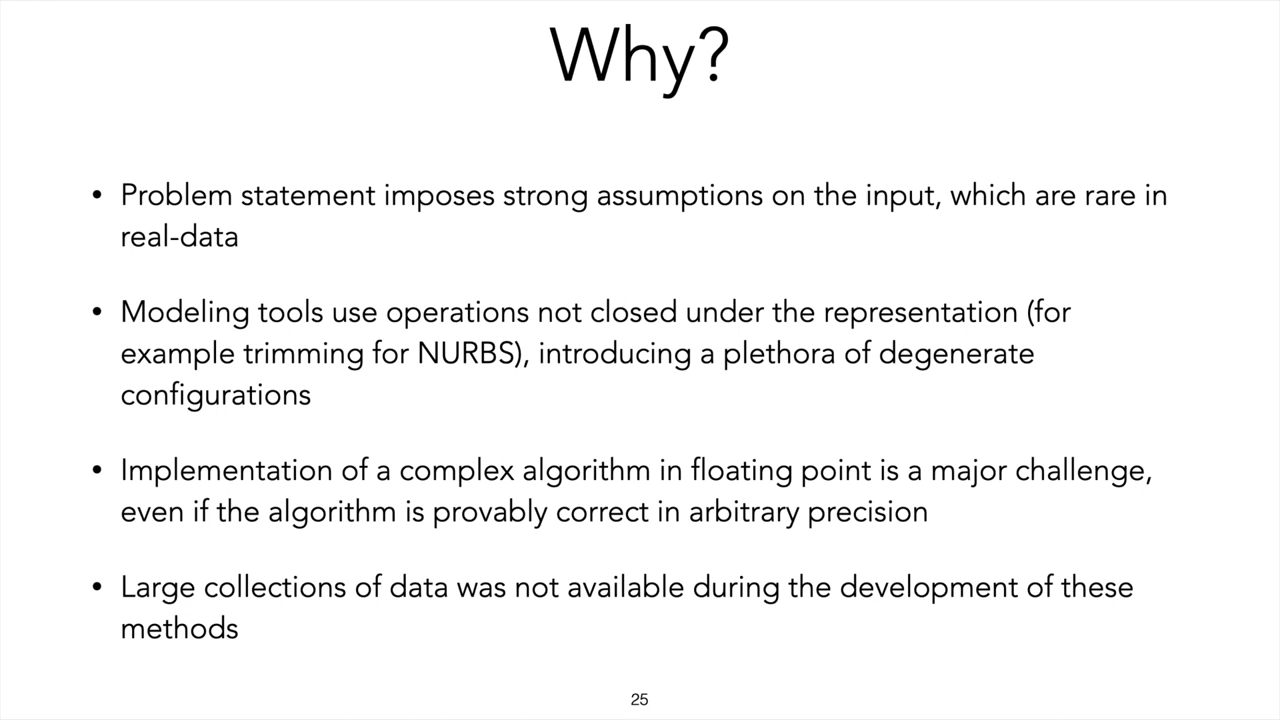 Why?
• Problem statement imposes strong assumptions on the input, which are rare in
real-data
• Modeling tools use operations not closed under the representation (for
example trimming for NURBS), introducing a plethora of degenerate
configurations
• Implementation of a complex algorithm in floating point is a major challenge,
even if the algorithm is provably correct in arbitrary precision
• Large collections of data was not available during the development of these
methods
25